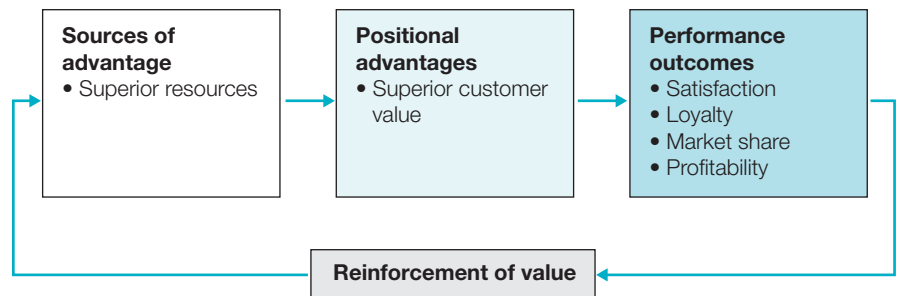 Sources of
advantage
• Superior resources
Positional
advantages
• Superior customer
value
Performance
outcomes
• Satisfaction
• Loyalty
• Market share
• Profitability
Reinforcement of value